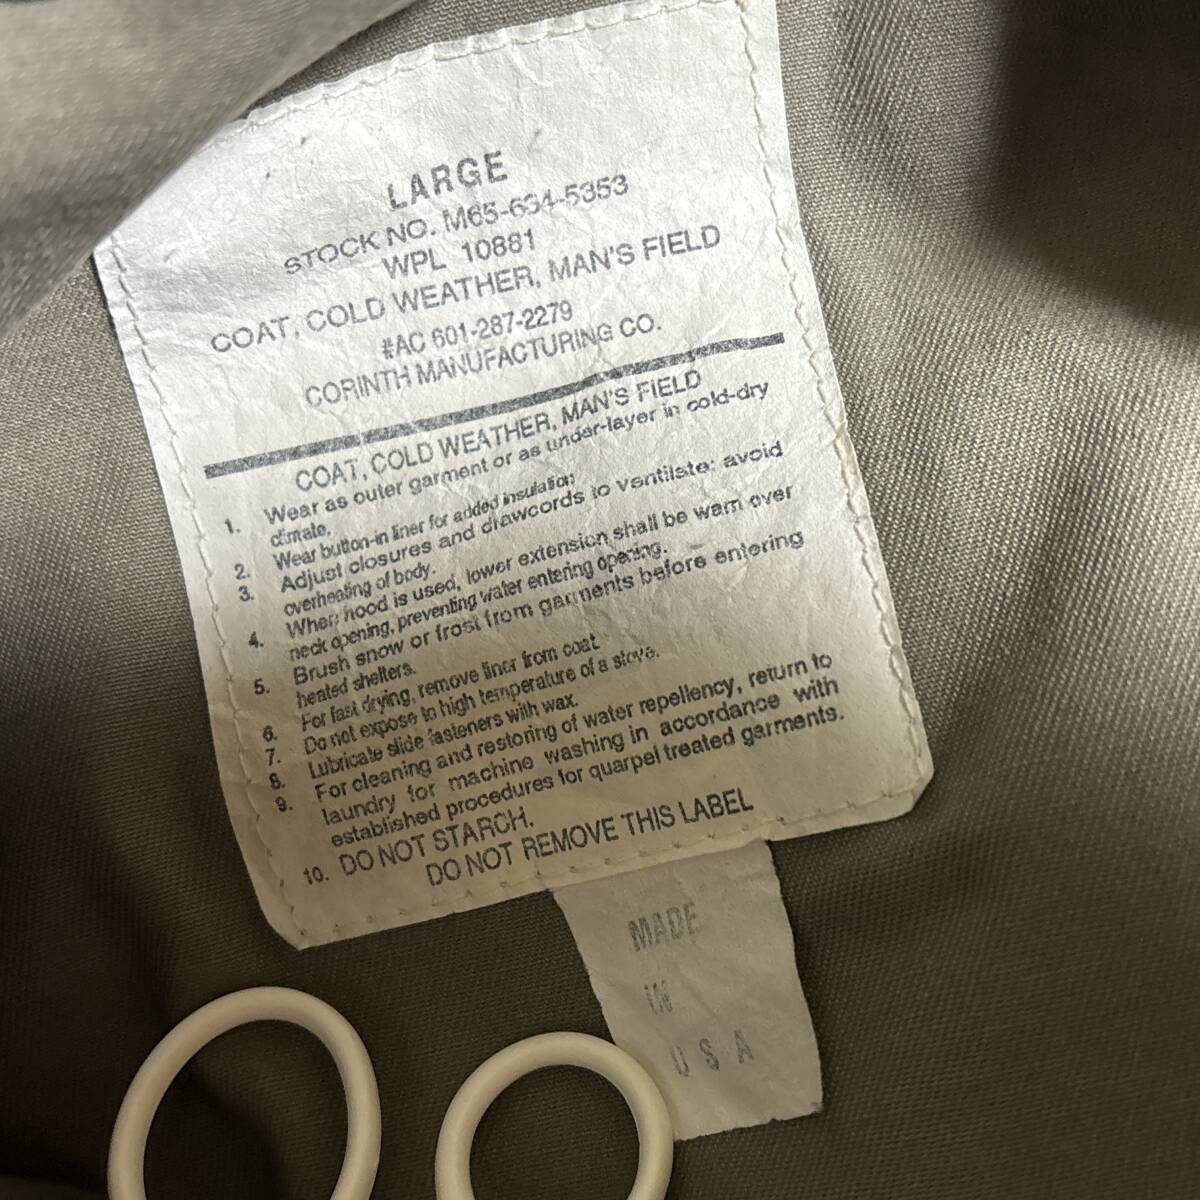 LARGE
STOCK NO. M65-634-5353
WPL 10881
COAT, COLD WEATHER, MAN'S FIELD
#AC 601-287-2279
CORINTH MANUFACTURING CO.
COAT, COLD WEATHER, MAN'S FIELD
1. Wear as outer garment or as under-layer in cold-dry
climate.
2. Wear button-in liner for added insulation
3. Adjust closures and drawcords to ventilate: avoid
overheating of body.
4. When hood is used, lower extension shall be warn over
neck opening, preventing water entering opening.
5. Brush snow or frost from garments before entering
heated shelters.
6. For fast drying, remove liner from coat.
7. Do not expose to high temperature of a stove.
8. Lubricate slide fasteners with wax.
9. For cleaning and restoring of water repellency, return to
laundry for machine washing in accordance with
established procedures for quarpel treated garments.
10. DO NOT STARCH.
DO NOT REMOVE THIS LABEL
MADE
IN
USA